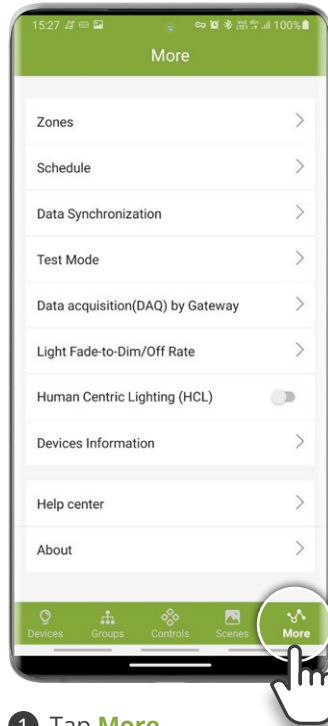 15:27 100%
More
Zones
Schedule
Data Synchronization
Test Mode
Data acquisition(DAQ) by Gateway
Light Fade-to-Dim/Off Rate
Human Centric Lighting (HCL)
Devices Information
Help center
About
Devices Groups Controls Scenes More
1 Tap More